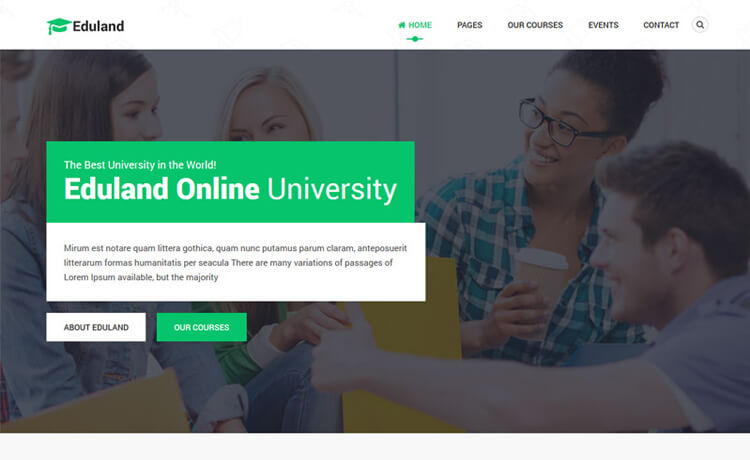 Eduland
HOME PAGES OUR COURSES EVENTS CONTACT
The Best University in the World!
Eduland Online University
Mirum est notare quam littera gothica, quam nunc putamus parum claram, anteposuerit
litterarum formas humanitatis per seacula There are many variations of passages of
Lorem Ipsum available, but the majority
ABOUT EDULAND
OUR COURSES